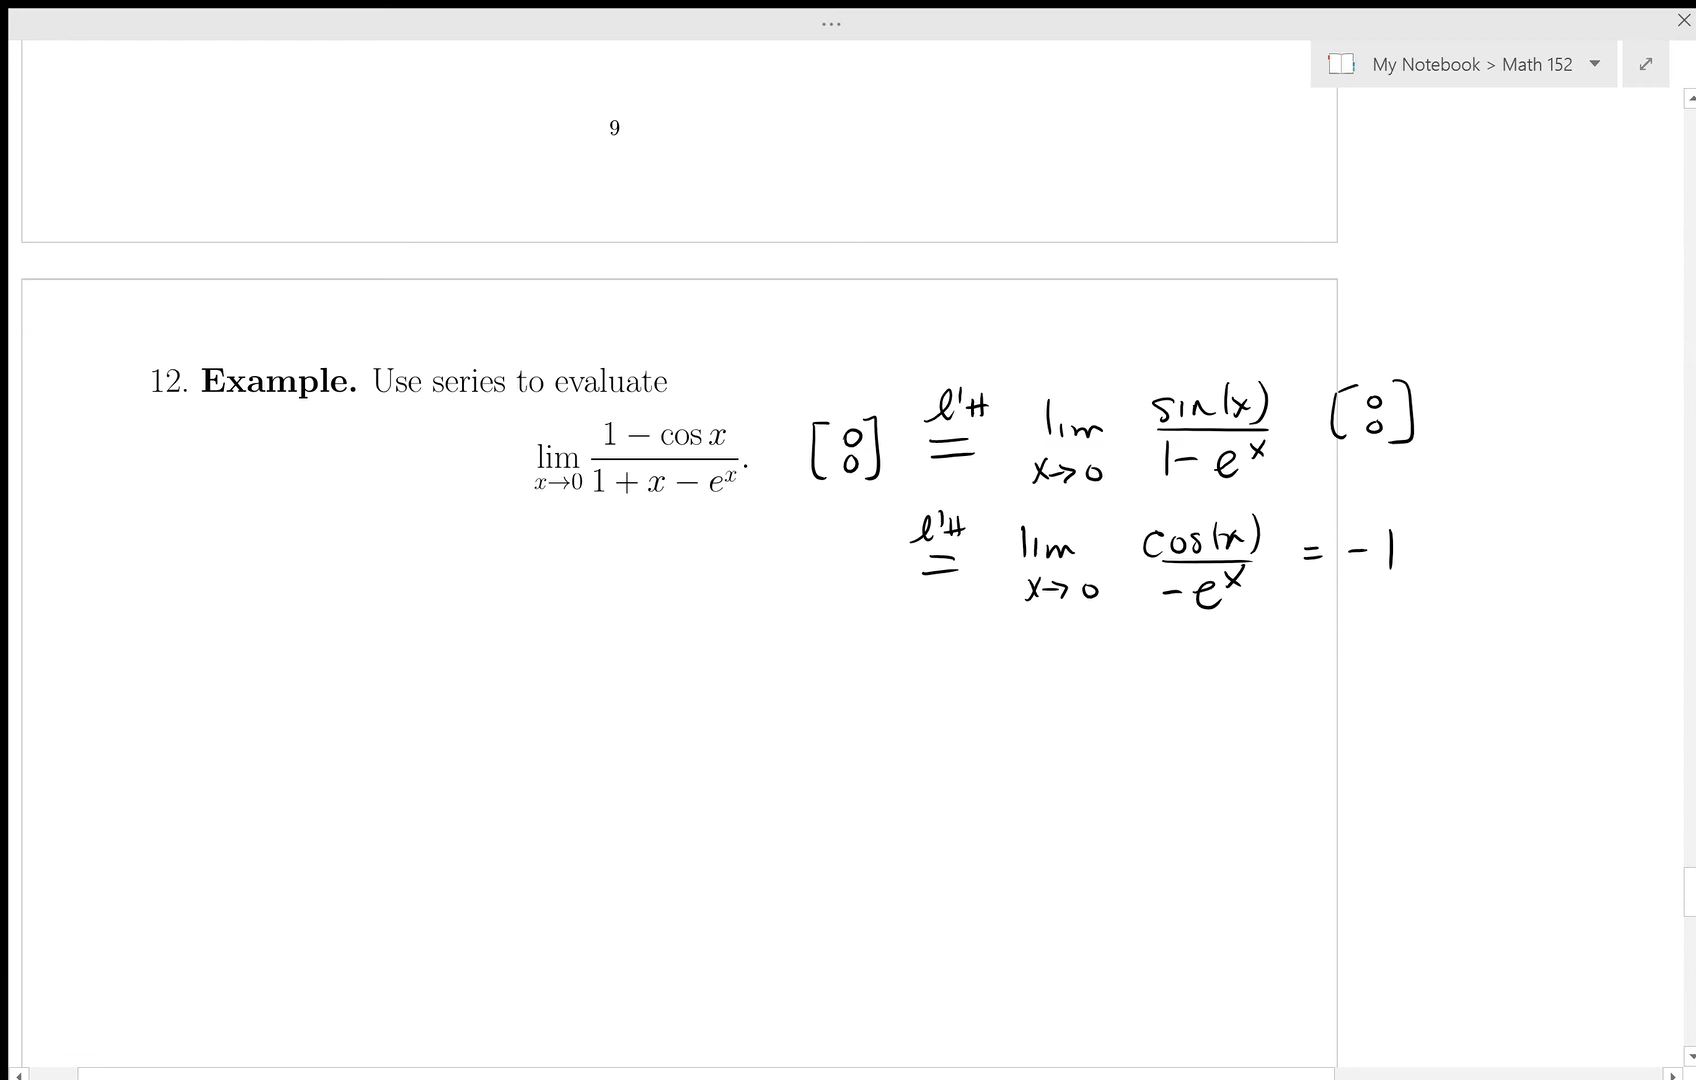 ...
My Notebook > Math 152
9
12. Example. Use series to evaluate
lim x→0 (1 − cos x)/(1 + x − e^x). [0/0] l'H = lim x→0 sin(x)/(1 - e^x) [0/0]
l'H = lim x→0 cos(x)/(-e^x) = -1